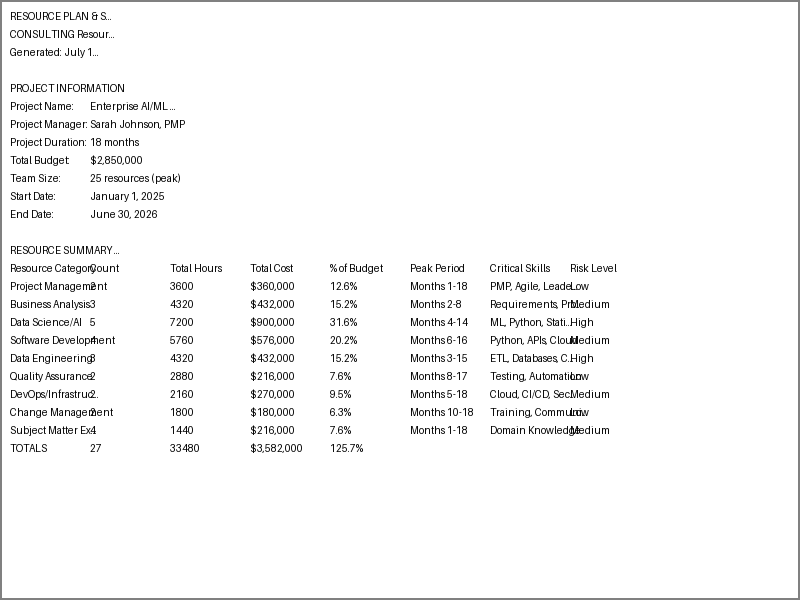 RESOURCE PLAN & S...
CONSULTING Resour...
Generated: July 1...
PROJECT INFORMATION
Project Name: Enterprise AI/ML ...
Project Manager: Sarah Johnson, PMP
Project Duration: 18 months
Total Budget: $2,850,000
Team Size: 25 resources (peak)
Start Date: January 1, 2025
End Date: June 30, 2026
RESOURCE SUMMARY ...
Resource Category Count Total Hours Total Cost % of Budget Peak Period Critical Skills Risk Level
Project Management 2 3600 $360,000 12.6% Months 1-18 PMP, Agile, Leade Low
Business Analysis 3 4320 $432,000 15.2% Months 2-8 Requirements, Medium
Data Science/AI 5 7200 $900,000 31.6% Months 4-14 ML, Python, Stati... High
Software Development 4 5760 $576,000 20.2% Months 6-16 Python, APIs, Cloud Medium
Data Engineering 3 4320 $432,000 15.2% Months 3-15 ETL, Databases, C... High
Quality Assurance 2 2880 $216,000 7.6% Months 8-17 Testing, Automation Low
DevOps/Infrastruc... 2 2160 $270,000 9.5% Months 5-18 Cloud, CI/CD, Sec... Medium
Change Management 2 1800 $180,000 6.3% Months 10-18 Training, Commu... Low
Subject Matter Ex... 4 1440 $216,000 7.6% Months 1-18 Domain Knowledge Medium
TOTALS 27 33480 $3,582,000 125.7%